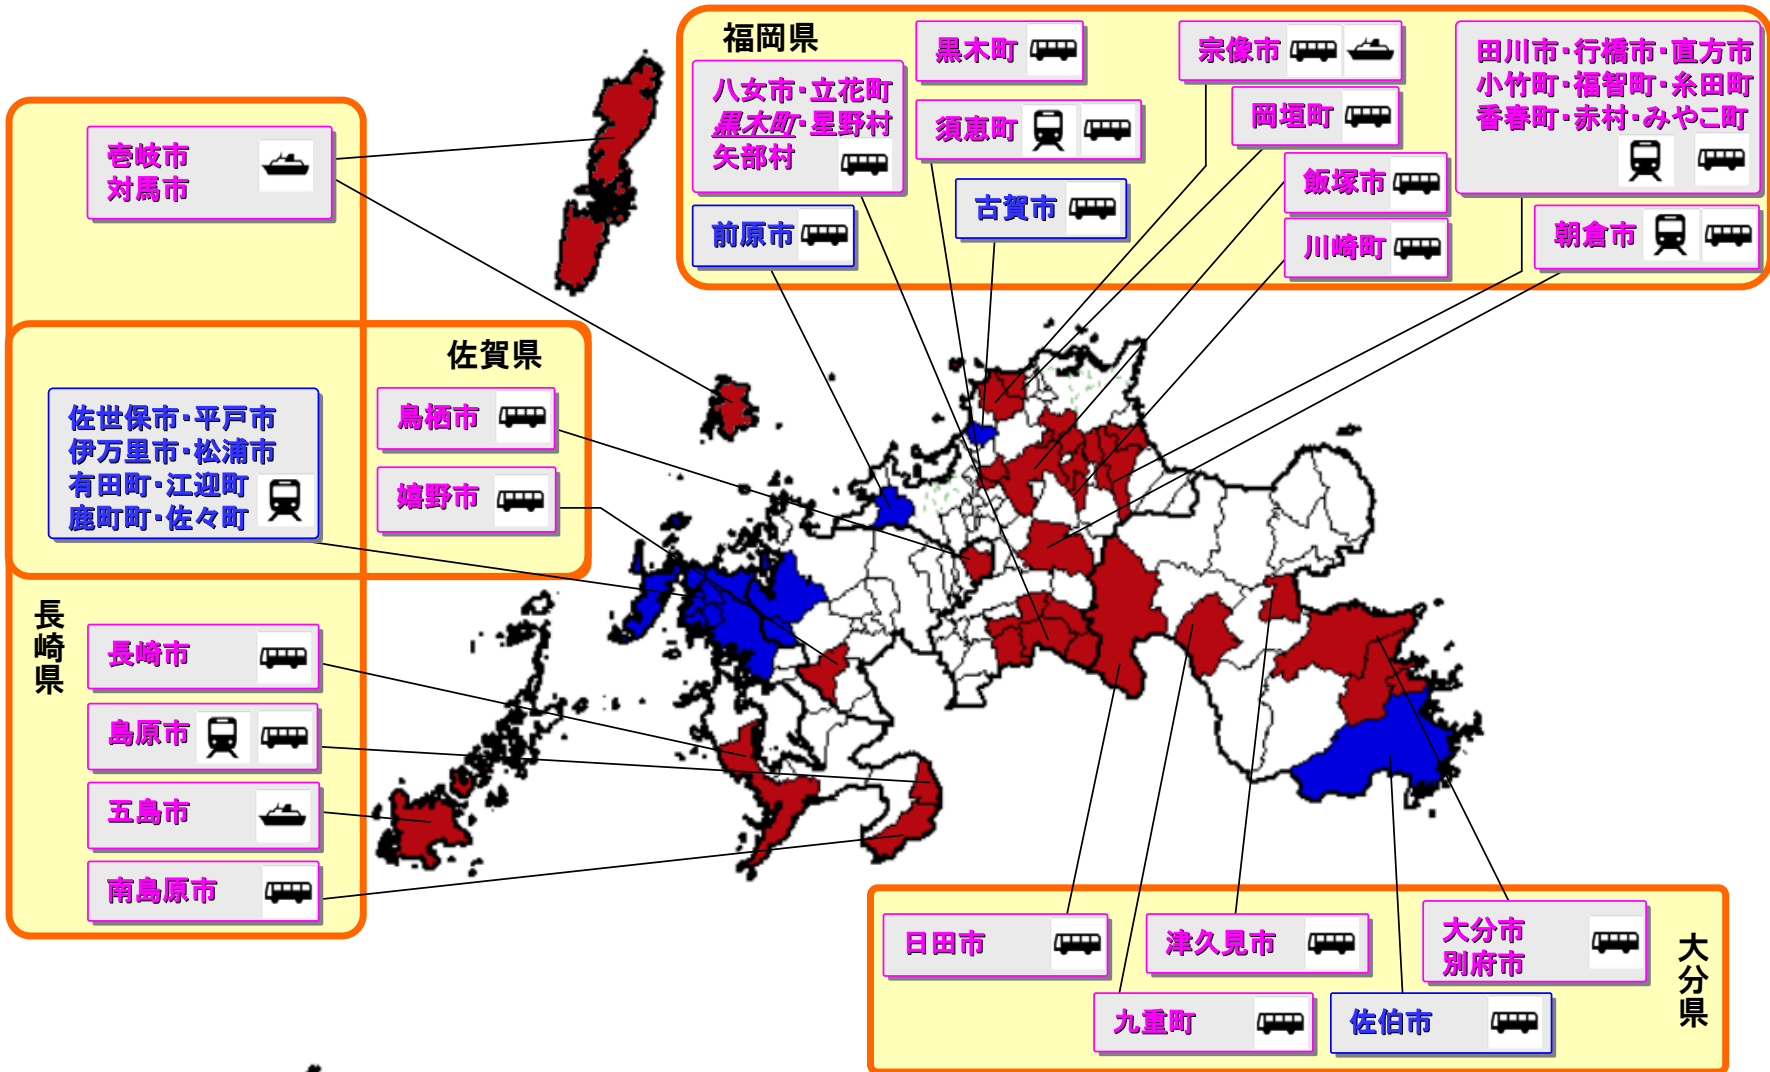 福岡県
八女市・立花町
黒木町・星野村
矢部村
黒木町
須恵町
前原市
古賀市
宗像市
岡垣町
飯塚市
川崎町
田川市・行橋市・直方市
小竹町・福智町・糸田町
香春町・赤村・みやこ町
朝倉市
壱岐市
対馬市
佐賀県
佐世保市・平戸市
伊万里市・松浦市
有田町・江迎町
鹿町町・佐々町
鳥栖市
嬉野市
長崎県
長崎市
島原市
五島市
南島原市
大分県
日田市
津久見市
大分市
別府市
九重町
佐伯市